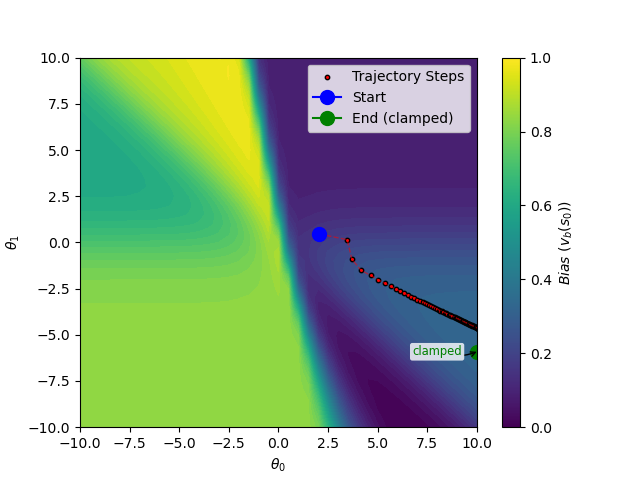 10.0
7.5
5.0
2.5
0.0
−2.5
−5.0
−7.5
−10.0
θ₁
−10.0 −7.5 −5.0 −2.5 0.0 2.5 5.0 7.5 10.0
θ₀
Trajectory Steps
Start
End (clamped)
clamped
1.0
0.8
0.6
0.4
0.2
0.0
Bias (v_b(s₀))